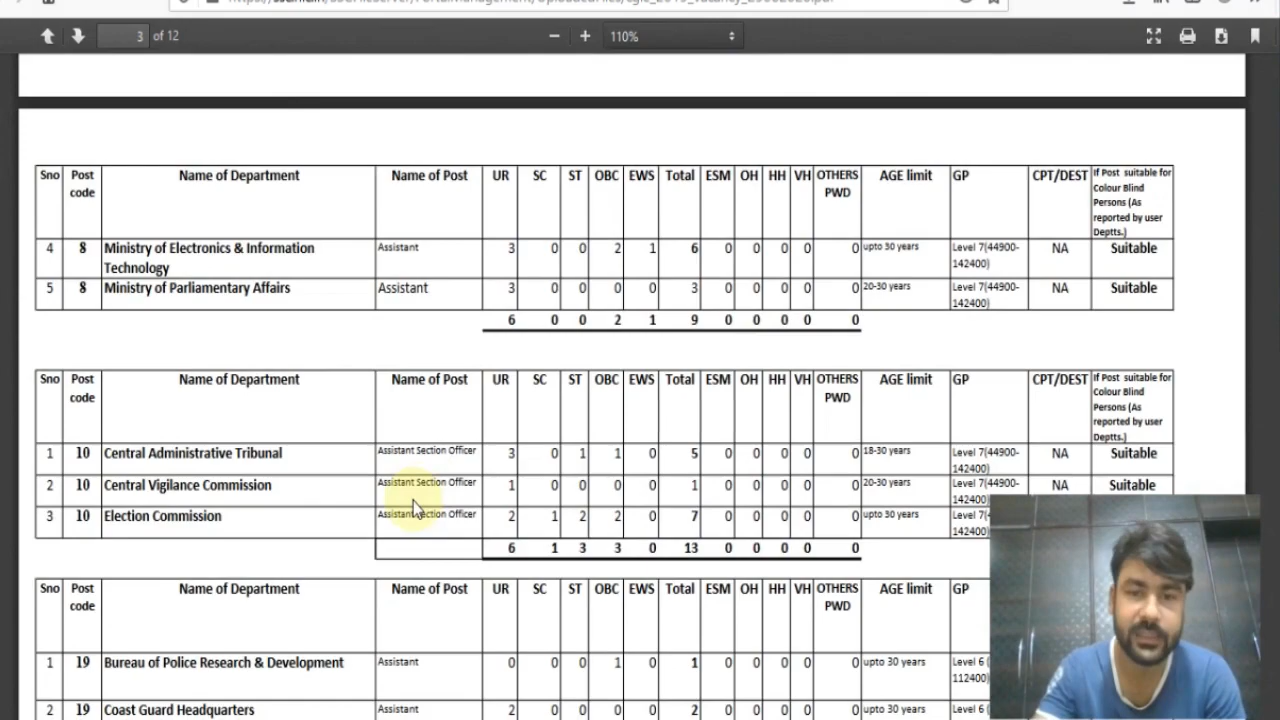 3 of 12
110%
Sno Post code Name of Department Name of Post UR SC ST OBC EWS Total ESM OH HH VH OTHERS PWD AGE limit GP CPT/DEST If Post suitable for Colour Blind Persons (As reported by user Deptts.)
4 8 Ministry of Electronics & Information Technology Assistant 3 0 0 2 1 6 0 0 0 0 0 upto 30 years Level 7(44900-142400) NA Suitable
5 8 Ministry of Parliamentary Affairs Assistant 3 0 0 0 0 3 0 0 0 0 0 20-30 years Level 7(44900-142400) NA Suitable
6 0 0 2 1 9 0 0 0 0 0
Sno Post code Name of Department Name of Post UR SC ST OBC EWS Total ESM OH HH VH OTHERS PWD AGE limit GP CPT/DEST If Post suitable for Colour Blind Persons (As reported by user Deptts.)
1 10 Central Administrative Tribunal Assistant Section Officer 3 0 1 1 0 5 0 0 0 0 0 18-30 years Level 7(44900-142400) NA Suitable
2 10 Central Vigilance Commission Assistant Section Officer 1 0 0 0 0 1 0 0 0 0 0 20-30 years Level 7(44900-142400) NA Suitable
3 10 Election Commission Assistant Section Officer 2 1 2 2 0 7 0 0 0 0 0 upto 30 years Level 7(4 142400)
6 1 3 3 0 13 0 0 0 0 0
Sno Post code Name of Department Name of Post UR SC ST OBC EWS Total ESM OH HH VH OTHERS PWD AGE limit GP
1 19 Bureau of Police Research & Development Assistant 0 0 0 1 0 1 0 0 0 0 0 upto 30 years Level 6 ( 112400)
2 19 Coast Guard Headquarters Assistant 2 0 0 0 0 2 0 0 0 0 0 upto 30 years Level 6 (